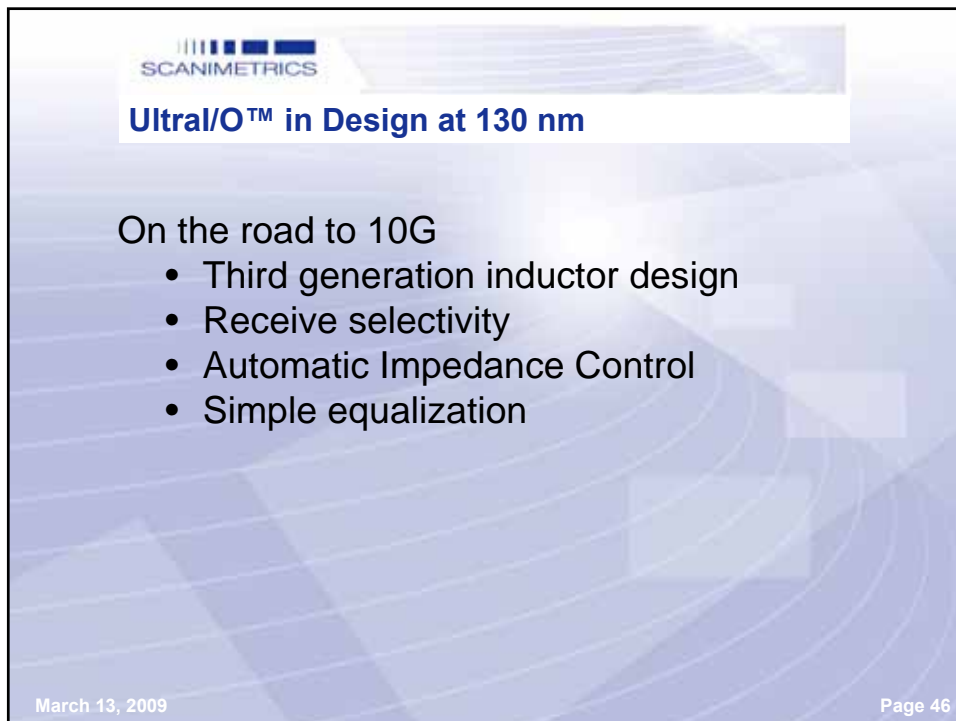 SCANIMETRICS
UltraI/O™ in Design at 130 nm
On the road to 10G
• Third generation inductor design
• Receive selectivity
• Automatic Impedance Control
• Simple equalization
March 13, 2009
Page 46